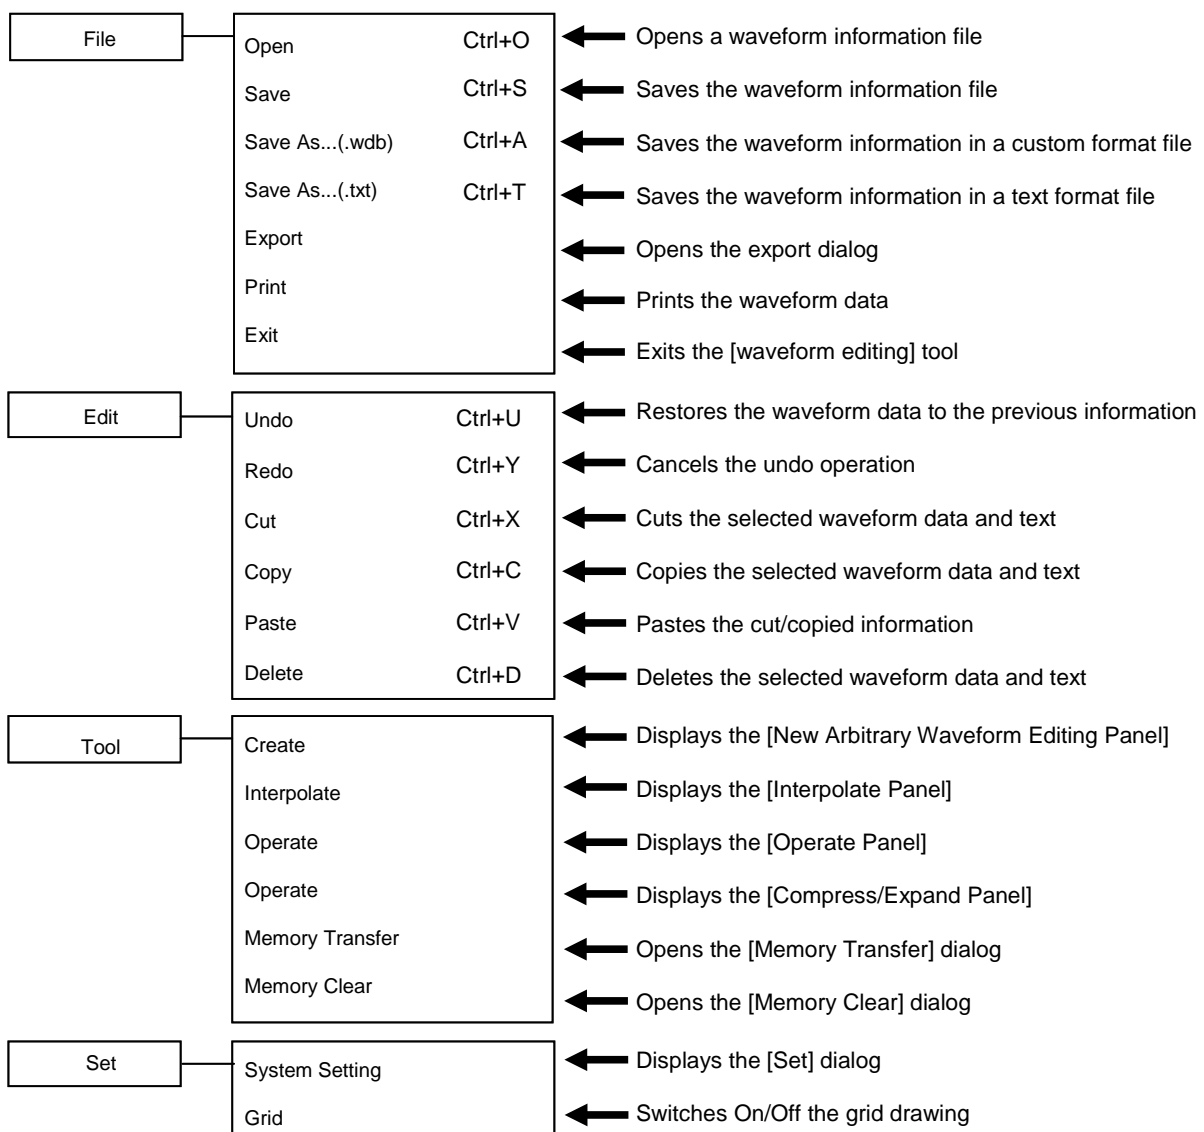 File
Open Ctrl+O Opens a waveform information file
Save Ctrl+S Saves the waveform information file
Save As...(.wdb) Ctrl+A Saves the waveform information in a custom format file
Save As...(.txt) Ctrl+T Saves the waveform information in a text format file
Export Opens the export dialog
Print Prints the waveform data
Exit Exits the [waveform editing] tool
Edit
Undo Ctrl+U Restores the waveform data to the previous information
Redo Ctrl+Y Cancels the undo operation
Cut Ctrl+X Cuts the selected waveform data and text
Copy Ctrl+C Copies the selected waveform data and text
Paste Ctrl+V Pastes the cut/copied information
Delete Ctrl+D Deletes the selected waveform data and text
Tool
Create Displays the [New Arbitrary Waveform Editing Panel]
Interpolate Displays the [Interpolate Panel]
Operate Displays the [Operate Panel]
Operate Displays the [Compress/Expand Panel]
Memory Transfer Opens the [Memory Transfer] dialog
Memory Clear Opens the [Memory Clear] dialog
Set
System Setting Displays the [Set] dialog
Grid Switches On/Off the grid drawing